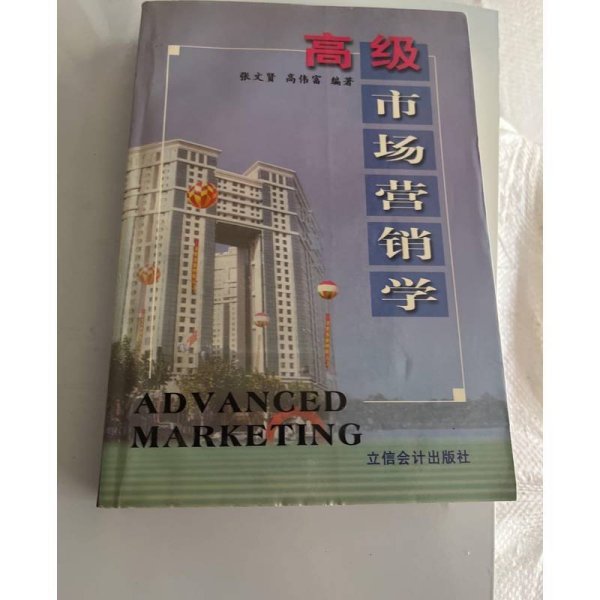 高级
张文贤 高伟富 编著
市场营销学
ADVANCED
MARKETING
立信会计出版社